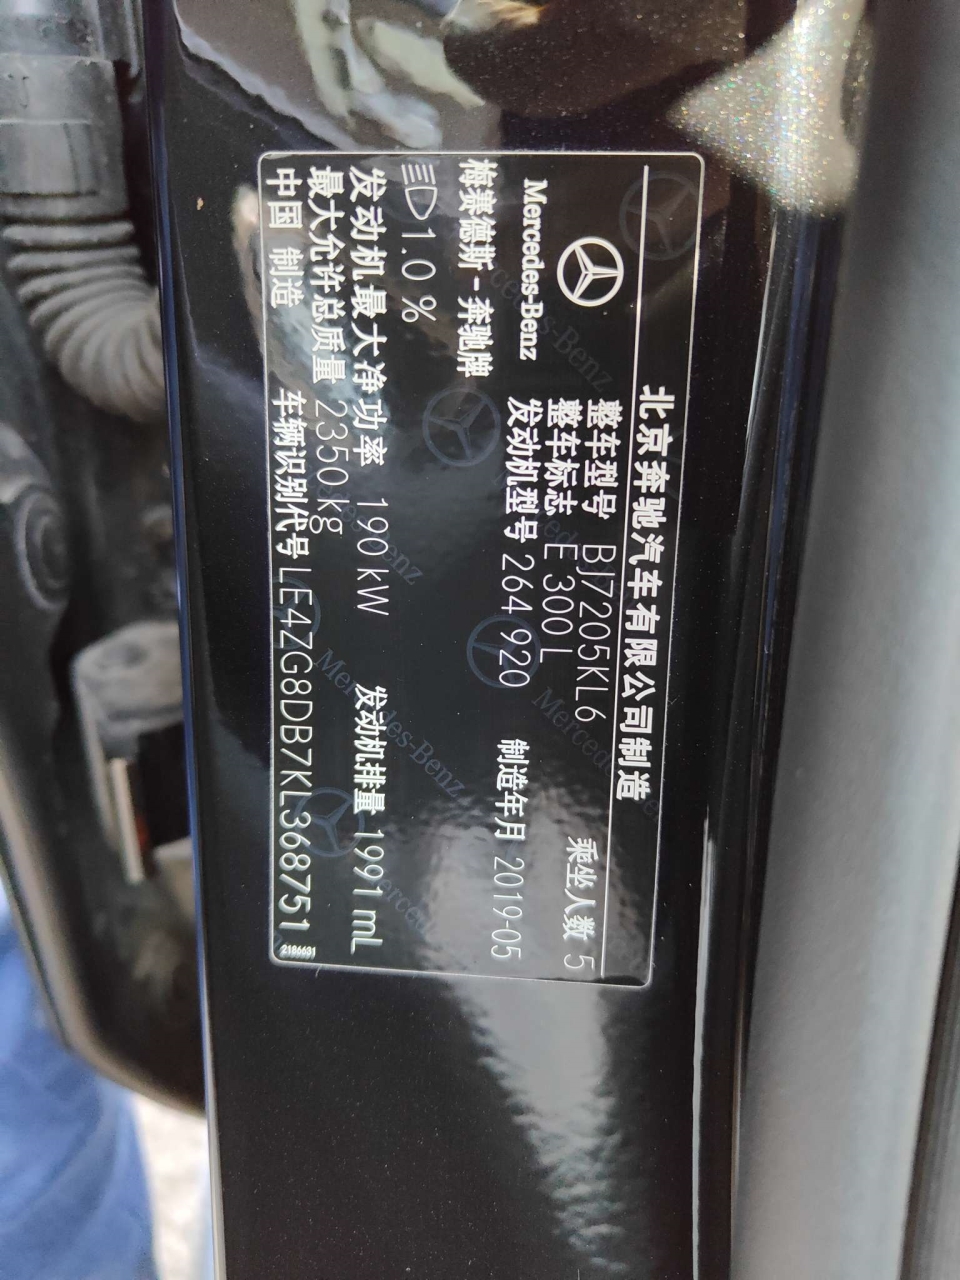 北京奔驰汽车有限公司制造
Mercedes-Benz
整车型号 BJ7205KL6 乘坐人数 5
整车标志 E 300 L
发动机型号 264 920 制造年月 2019-05
梅赛德斯-奔驰牌
1.0 %
发动机最大净功率 190 kW 发动机排量 1991 mL
最大允许总质量 2350kg
中国 制造 车辆识别代号 LE4ZG8DB7KL368751
2186631